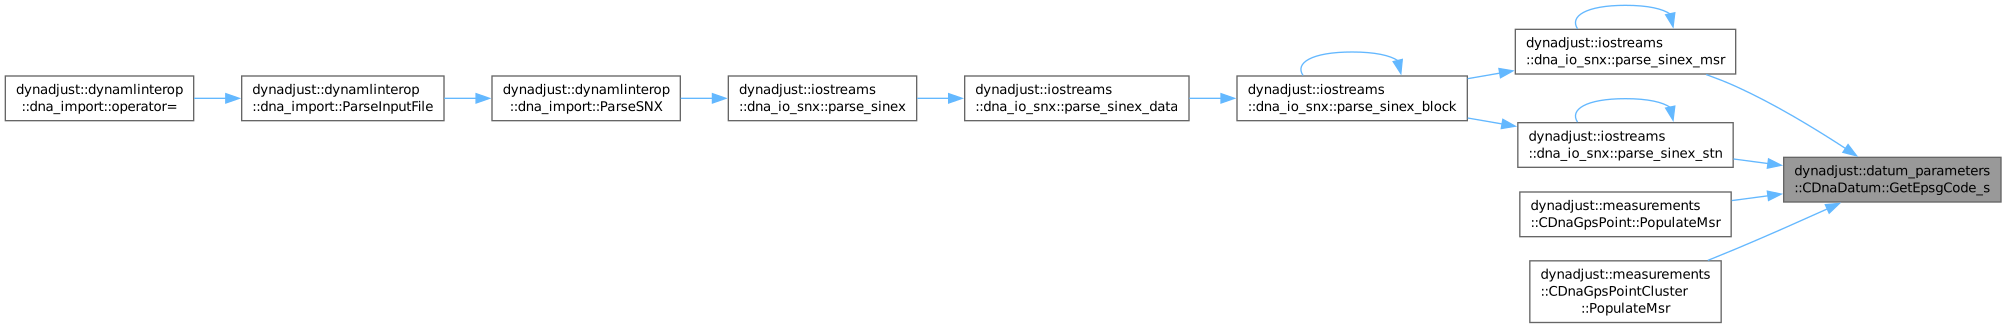 dynadjust::dynamlinterop
::dna_import::operator=
dynadjust::dynamlinterop
::dna_import::ParseInputFile
dynadjust::dynamlinterop
::dna_import::ParseSNX
dynadjust::iostreams
::dna_io_snx::parse_sinex
dynadjust::iostreams
::dna_io_snx::parse_sinex_data
dynadjust::iostreams
::dna_io_snx::parse_sinex_block
dynadjust::iostreams
::dna_io_snx::parse_sinex_msr
dynadjust::iostreams
::dna_io_snx::parse_sinex_stn
dynadjust::measurements
::CDnaGpsPoint::PopulateMsr
dynadjust::measurements
::CDnaGpsPointCluster
::PopulateMsr
dynadjust::datum_parameters
::CDnaDatum::GetEpsgCode_s